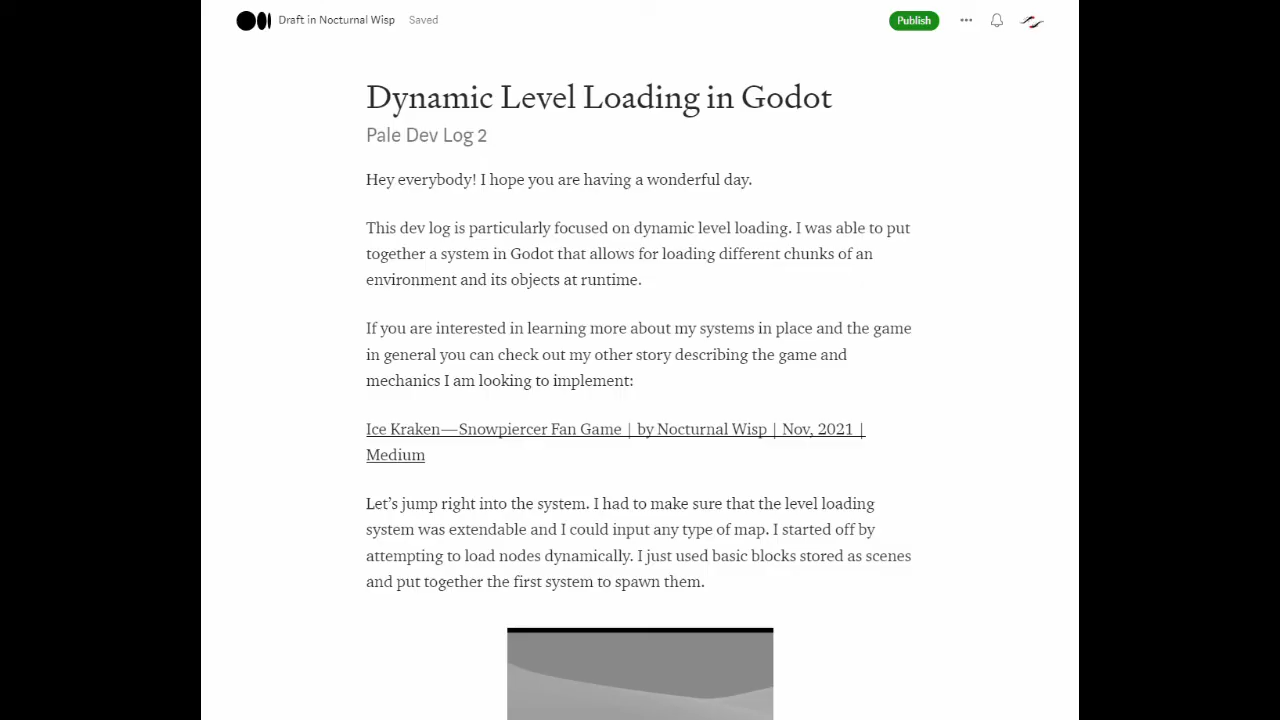 Draft in Nocturnal Wisp Saved Publish
Dynamic Level Loading in Godot
Pale Dev Log 2
Hey everybody! I hope you are having a wonderful day.
This dev log is particularly focused on dynamic level loading. I was able to put
together a system in Godot that allows for loading different chunks of an
environment and its objects at runtime.
If you are interested in learning more about my systems in place and the game
in general you can check out my other story describing the game and
mechanics I am looking to implement:
Ice Kraken—Snowpiercer Fan Game | by Nocturnal Wisp | Nov, 2021 |
Medium
Let’s jump right into the system. I had to make sure that the level loading
system was extendable and I could input any type of map. I started off by
attempting to load nodes dynamically. I just used basic blocks stored as scenes
and put together the first system to spawn them.